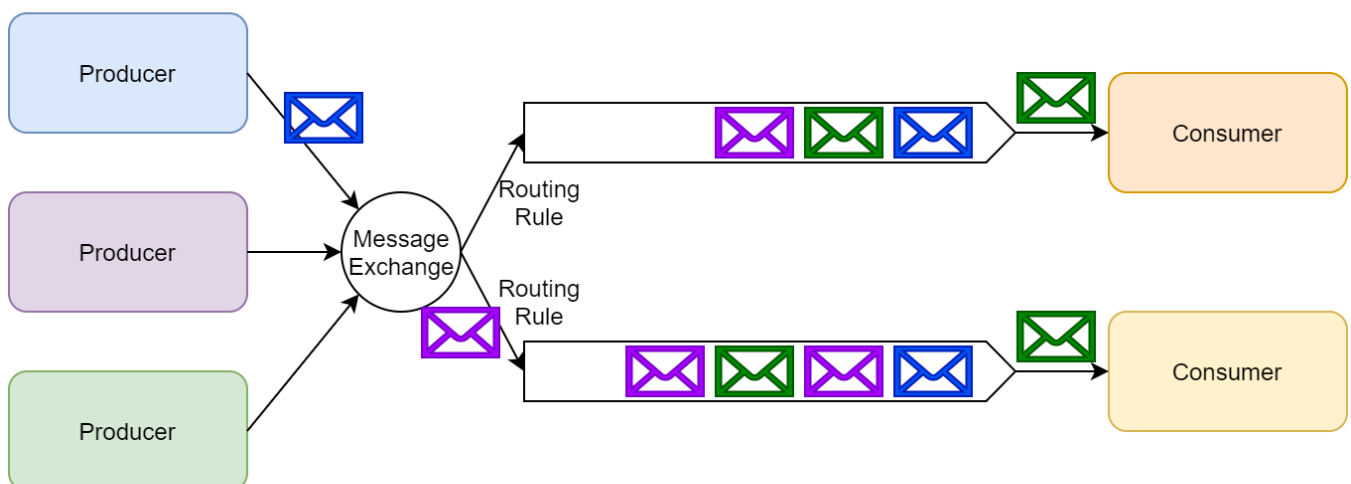 Producer
Producer
Producer
Message
Exchange
Routing
Rule
Routing
Rule
Consumer
Consumer